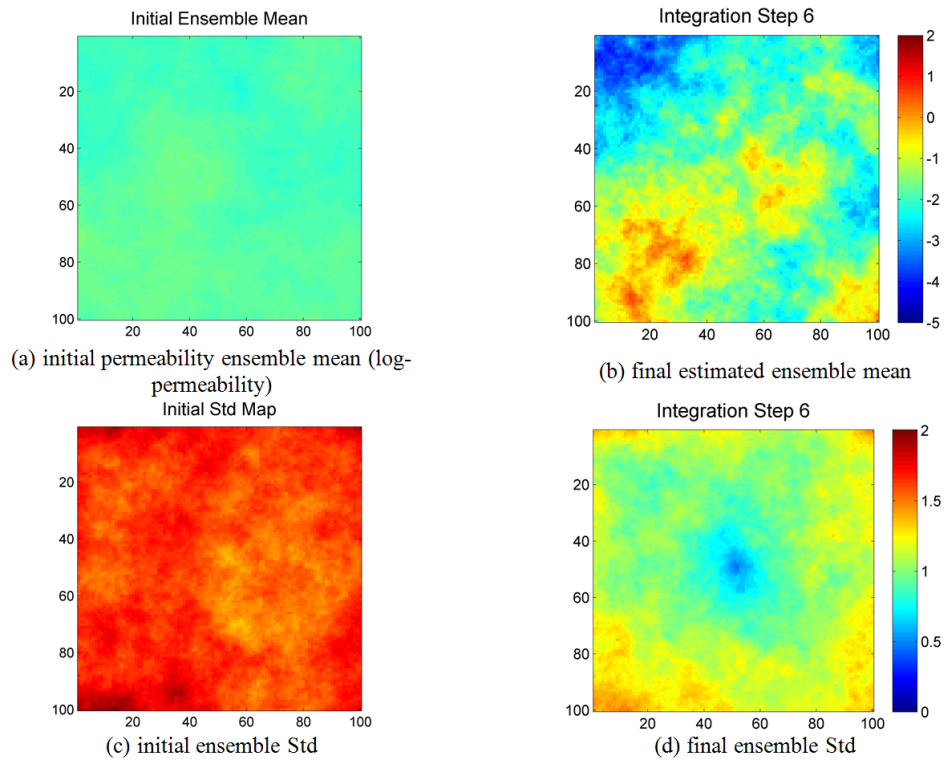 Initial Ensemble Mean
20
40
60
80
100
20 40 60 80 100
(a) initial permeability ensemble mean (log-
permeability)
Integration Step 6
20
40
60
80
100
20 40 60 80 100
2
1
0
-1
-2
-3
-4
-5
(b) final estimated ensemble mean
Initial Std Map
20
40
60
80
100
20 40 60 80 100
(c) initial ensemble Std
Integration Step 6
20
40
60
80
100
20 40 60 80 100
2
1.5
1
0.5
0
(d) final ensemble Std